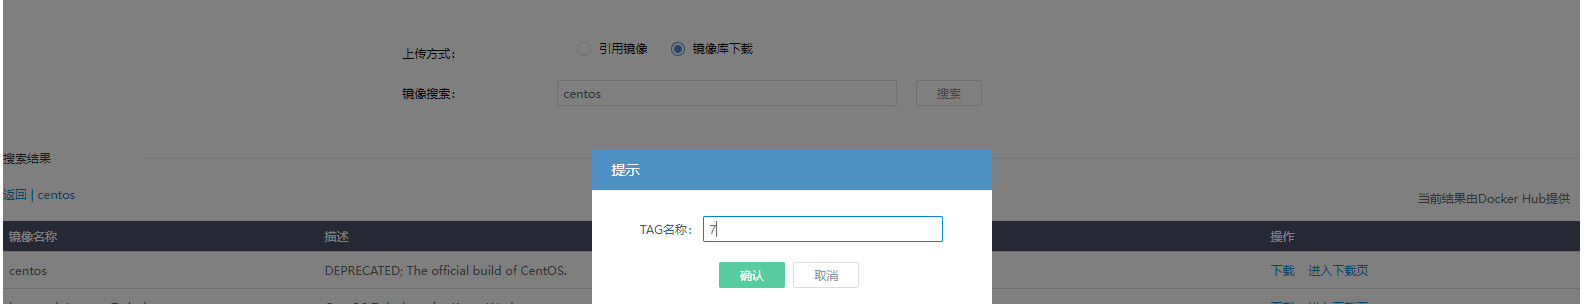 上传方式： 引用镜像 镜像库下载
镜像搜索： centos 搜索
搜索结果
提示
返回 | centos
当前结果由Docker Hub提供
TAG名称： 7
镜像名称 描述 操作
centos DEPRECATED; The official build of CentOS. 下载 进入下载页
确认 取消